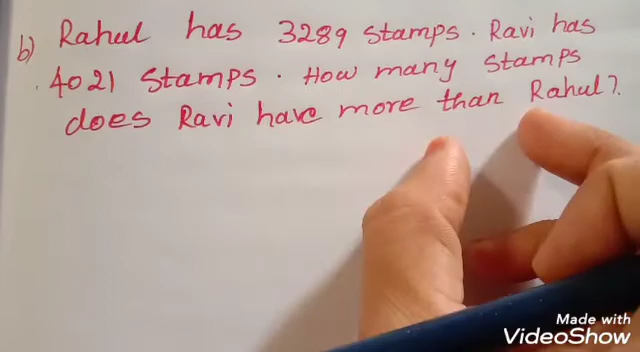 b) Rahul has 3289 stamps. Ravi has
4021 stamps. How many stamps
does Ravi have more than Rahul?
Made with
VideoShow